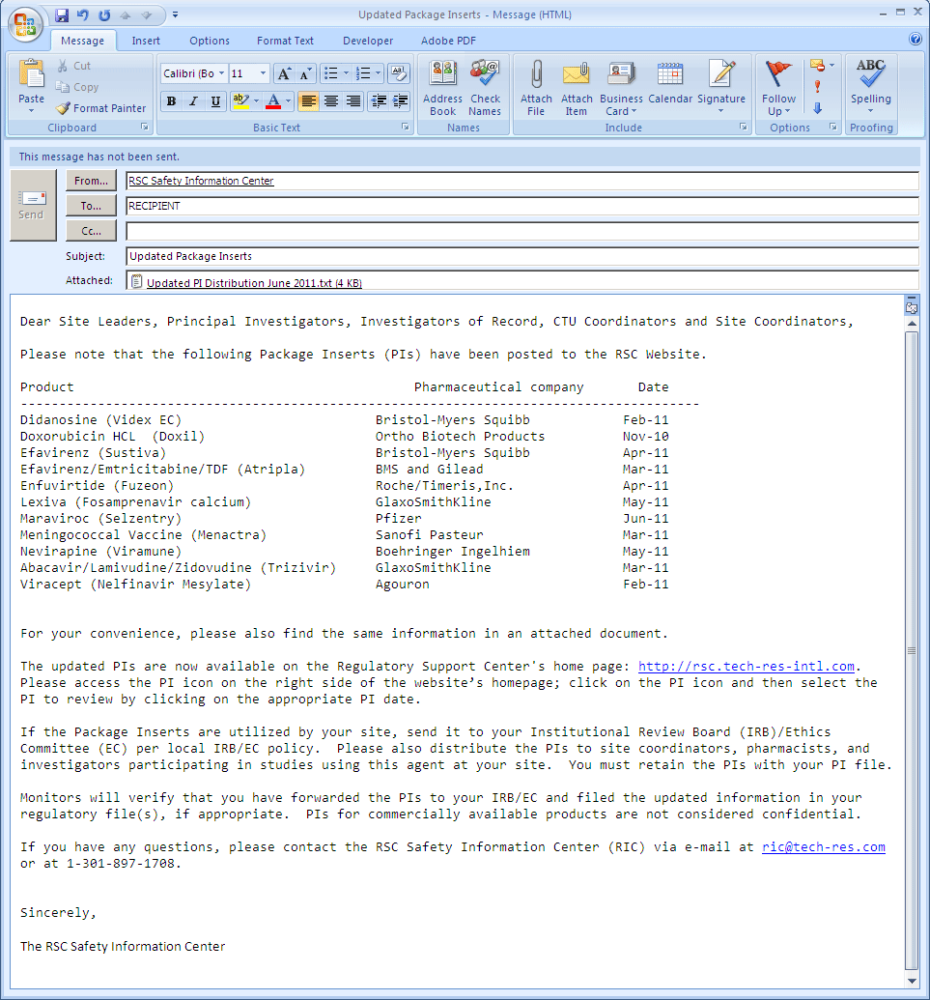 Updated Package Inserts - Message (HTML)
Message Insert Options Format Text Developer Adobe PDF
Paste
Cut
Copy
Format Painter
Clipboard
Calibri (Bo 11
B I U ab A
Basic Text
Address Book
Check Names
Names
Attach File
Attach Item
Business Card
Calendar
Signature
Include
Follow Up
Options
ABC
Spelling
Proofing
This message has not been sent.
Send
From... RSC Safety Information Center
To... RECIPIENT
Cc...
Subject: Updated Package Inserts
Attached: Updated PI Distribution June 2011.txt (4 KB)
Dear Site Leaders, Principal Investigators, Investigators of Record, CTU Coordinators and Site Coordinators,
Please note that the following Package Inserts (PIs) have been posted to the RSC Website.
Product Pharmaceutical company Date
----------------------------------------------------------------------------------------
Didanosine (Videx EC) Bristol-Myers Squibb Feb-11
Doxorubicin HCL  (Doxil) Ortho Biotech Products Nov-10
Efavirenz (Sustiva) Bristol-Myers Squibb Apr-11
Efavirenz/Emtricitabine/TDF (Atripla) BMS and Gilead Mar-11
Enfuvirtide (Fuzeon) Roche/Timeris,Inc. Apr-11
Lexiva (Fosamprenavir calcium) GlaxoSmithKline May-11
Maraviroc (Selzentry) Pfizer Jun-11
Meningococcal Vaccine (Menactra) Sanofi Pasteur Mar-11
Nevirapine (Viramune) Boehringer Ingelhiem May-11
Abacavir/Lamivudine/Zidovudine (Trizivir) GlaxoSmithKline Mar-11
Viracept (Nelfinavir Mesylate) Agouron Feb-11
For your convenience, please also find the same information in an attached document.
The updated PIs are now available on the Regulatory Support Center's home page: http://rsc.tech-res-intl.com.
Please access the PI icon on the right side of the website’s homepage; click on the PI icon and then select the
PI to review by clicking on the appropriate PI date.
If the Package Inserts are utilized by your site, send it to your Institutional Review Board (IRB)/Ethics
Committee (EC) per local IRB/EC policy.  Please also distribute the PIs to site coordinators, pharmacists, and
investigators participating in studies using this agent at your site.  You must retain the PIs with your PI file.
Monitors will verify that you have forwarded the PIs to your IRB/EC and filed the updated information in your
regulatory file(s), if appropriate.  PIs for commercially available products are not considered confidential.
If you have any questions, please contact the RSC Safety Information Center (RIC) via e-mail at ric@tech-res.com
or at 1-301-897-1708.
Sincerely,
The RSC Safety Information Center